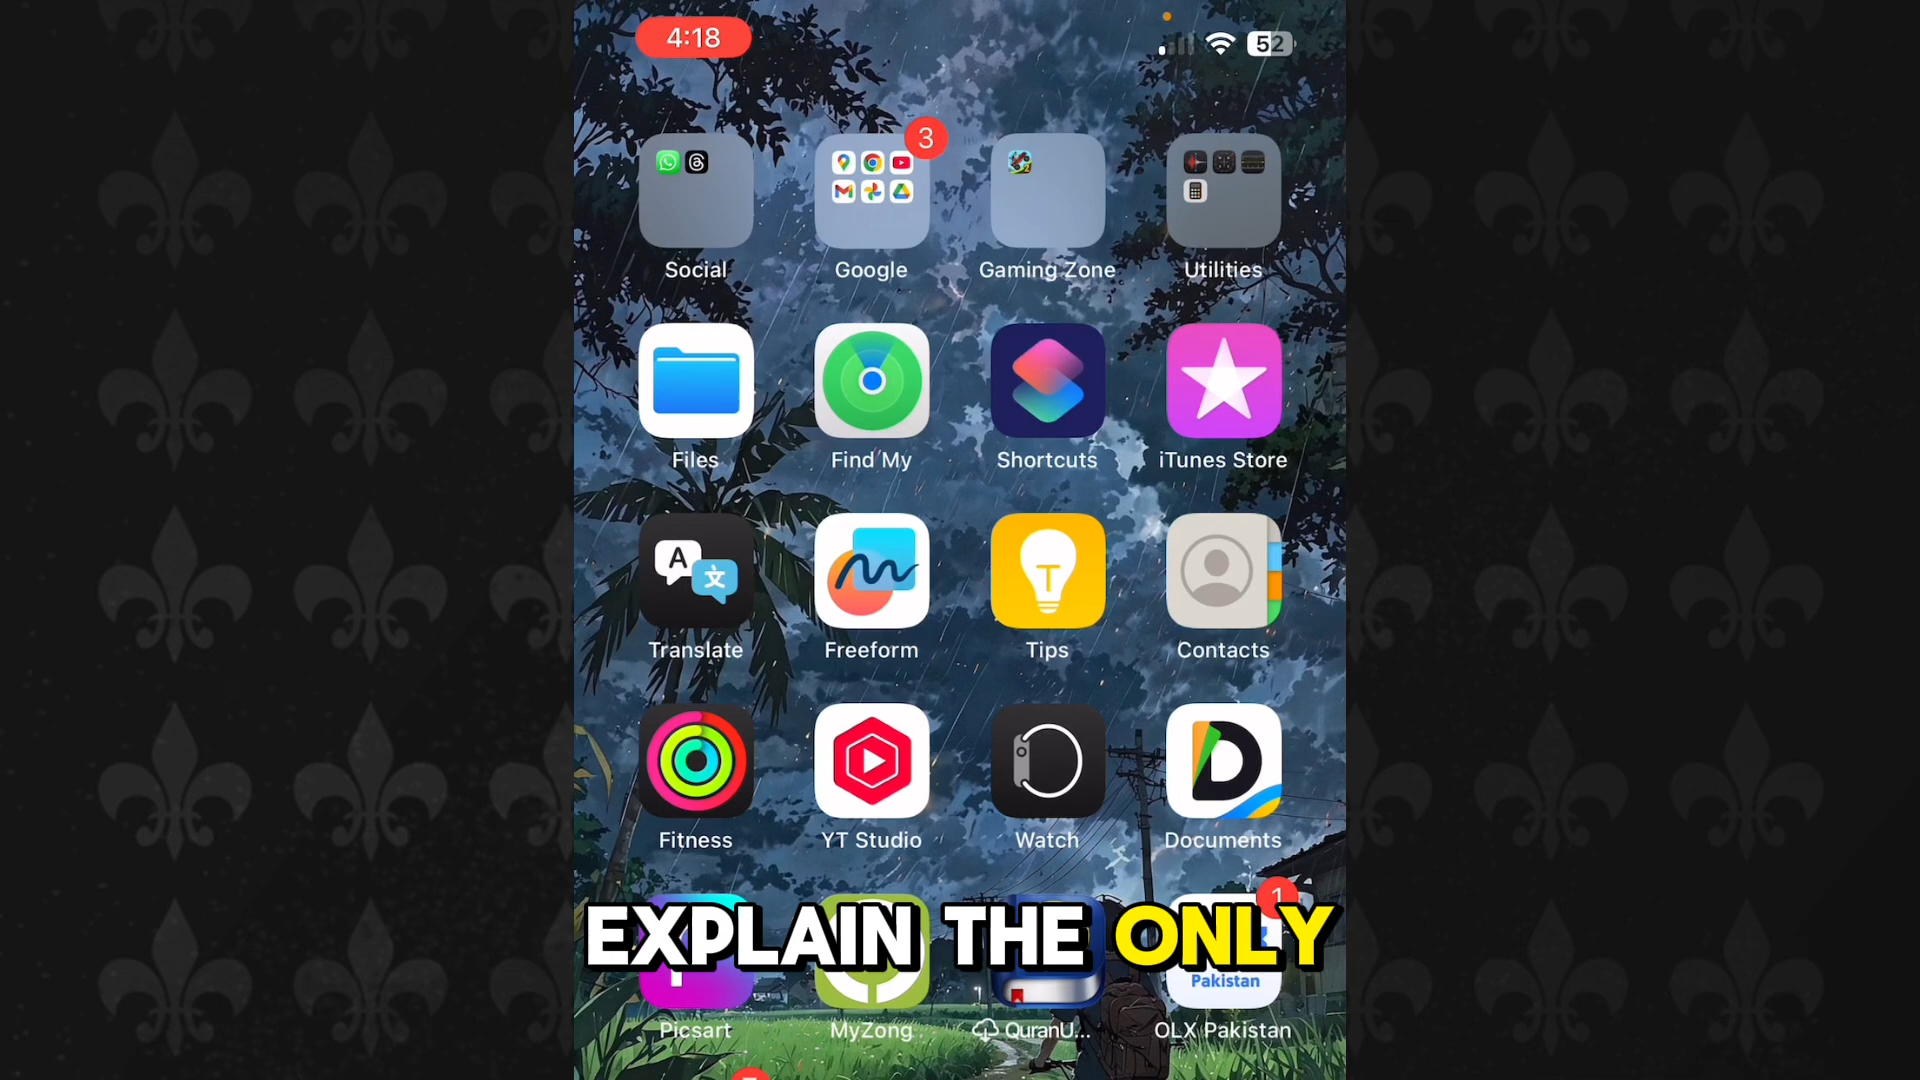 4:18
52
3
Social
Google
Gaming Zone
Utilities
Files
Find My
Shortcuts
iTunes Store
A 文
T
Translate
Freeform
Tips
Contacts
Fitness
YT Studio
Watch
Documents
1
EXPLAIN THE ONLY
Pakistan
Picsart
MyZong
QuranU...
OLX Pakistan